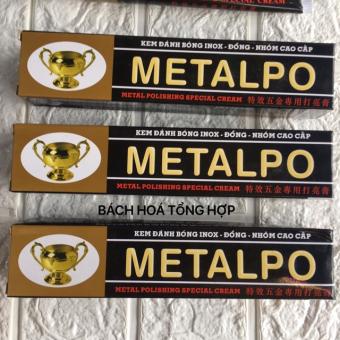 SPECIAL CREAM
KEM ĐÁNH BÓNG INOX - ĐỒNG - NHÔM CAO CẤP
METALPO
METAL POLISHING SPECIAL CREAM 特效五金專用打亮膏
KEM ĐÁNH BÓNG INOX - ĐỒNG - NHÔM CAO CẤP
METALPO
METAL POLISHING SPECIAL CREAM 特效五金專用打亮膏
BÁCH HOÁ TỔNG HỢP
KEM ĐÁNH BÓNG INOX - ĐỒNG - NHÔM CAO CẤP
METALPO
METAL POLISHING SPECIAL CREAM 特效五金專用打亮膏